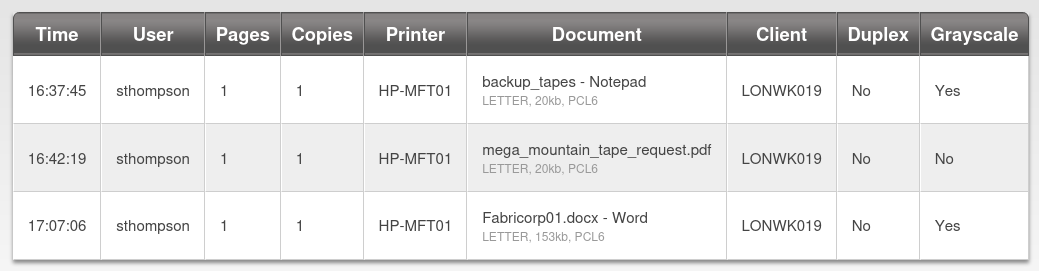 Time User Pages Copies Printer Document Client Duplex Grayscale
16:37:45 sthompson 1 1 HP-MFT01 backup_tapes - Notepad LONWK019 No Yes
LETTER, 20kb, PCL6
16:42:19 sthompson 1 1 HP-MFT01 mega_mountain_tape_request.pdf LONWK019 No No
LETTER, 20kb, PCL6
17:07:06 sthompson 1 1 HP-MFT01 Fabricorp01.docx - Word LONWK019 No Yes
LETTER, 153kb, PCL6